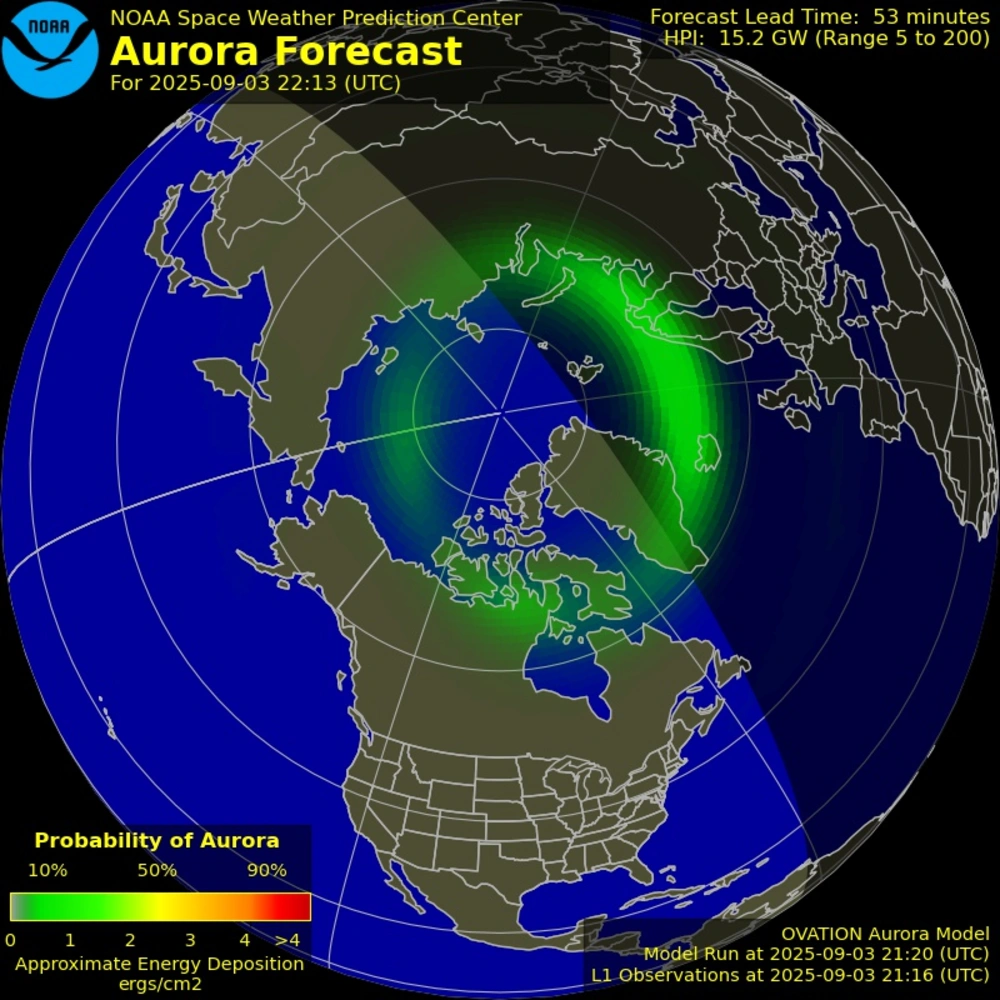 NOAA
NOAA Space Weather Prediction Center
Aurora Forecast
For 2025-09-03 22:13 (UTC)
Forecast Lead Time: 53 minutes
HPI: 15.2 GW (Range 5 to 200)
Probability of Aurora
10% 50% 90%
0 1 2 3 4 >4
Approximate Energy Deposition
ergs/cm2
OVATION Aurora Model
Model Run at 2025-09-03 21:20 (UTC)
L1 Observations at 2025-09-03 21:16 (UTC)